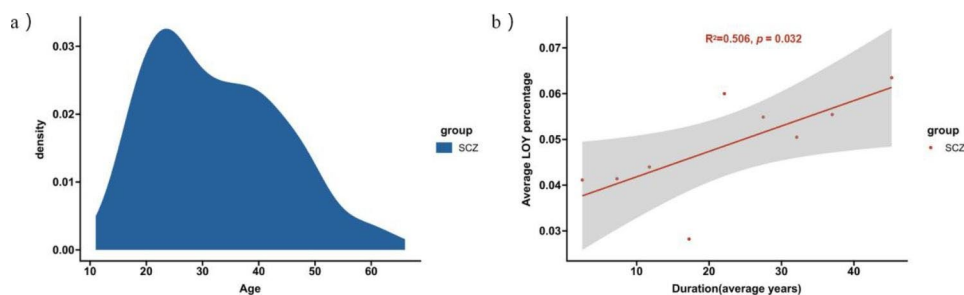 a )
0.03
0.02
0.01
0.00
density
10 20 30 40 50 60
Age
group
SCZ
b )
R²=0.506, p = 0.032
0.07
0.06
0.05
0.04
0.03
Average LOY percentage
10 20 30 40
Duration(average years)
group
SCZ